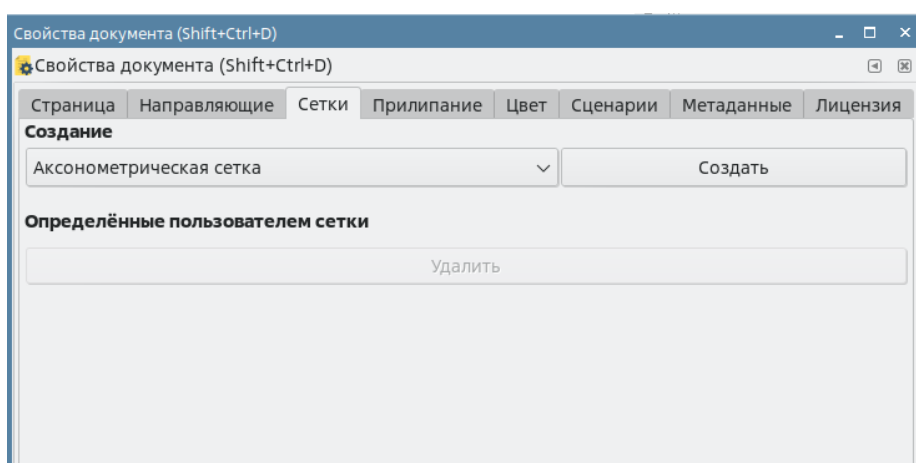 Свойства документа (Shift+Ctrl+D)
Свойства документа (Shift+Ctrl+D)
Страница Направляющие Сетки Прилипание Цвет Сценарии Метаданные Лицензия
Создание
Аксонометрическая сетка Создать
Определённые пользователем сетки
Удалить